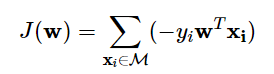 J(𝐰) = ∑_{𝐱ᵢ∈ℳ} (−yᵢ𝐰ᵀ𝐱ᵢ)